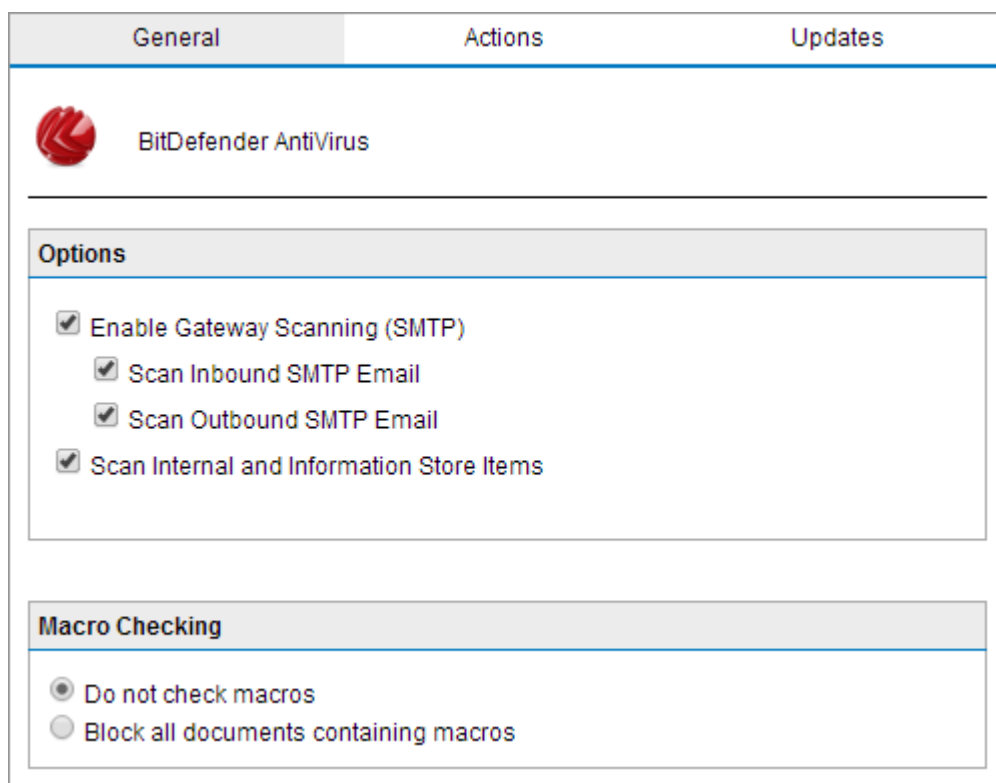 General Actions Updates
BitDefender AntiVirus
Options
Enable Gateway Scanning (SMTP)
Scan Inbound SMTP Email
Scan Outbound SMTP Email
Scan Internal and Information Store Items
Macro Checking
Do not check macros
Block all documents containing macros